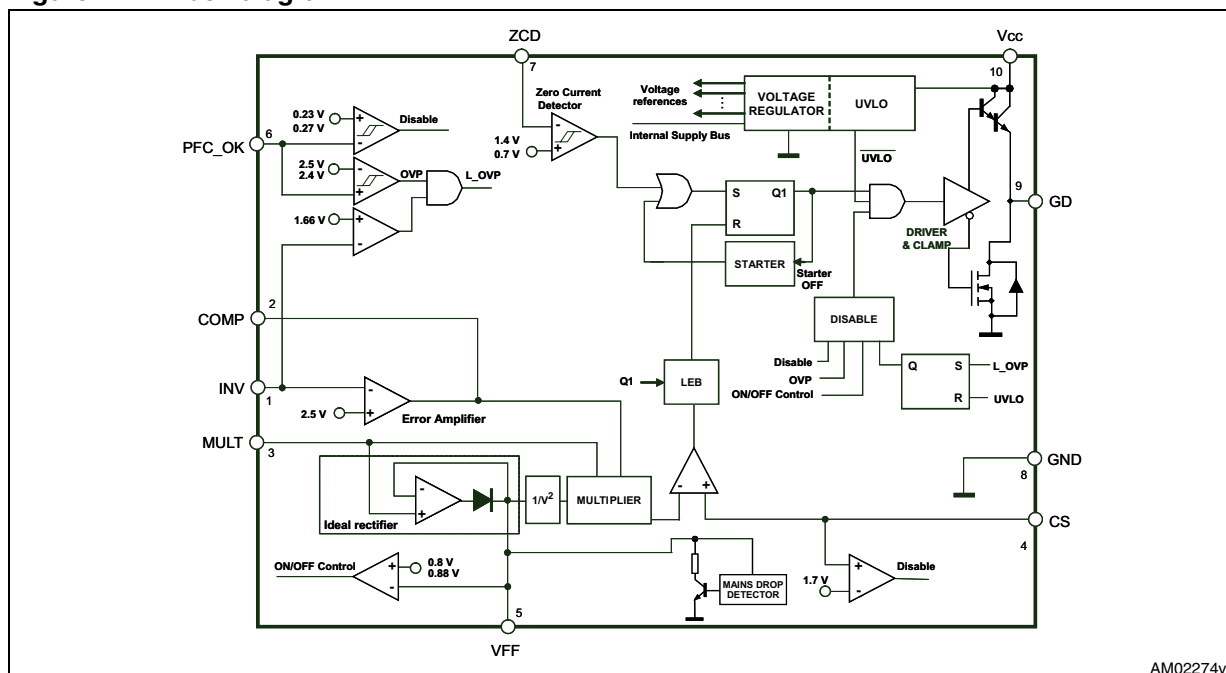 ZCD
7
Vcc
10
Zero Current
Detector
Voltage
references
VOLTAGE
REGULATOR
UVLO
Internal Supply Bus
UVLO
0.23 V
0.27 V
+
-
Disable
PFC_OK
6
2.5 V
2.4 V
-
+
OVP
L_OVP
1.66 V
+
-
1.4 V
0.7 V
-
+
S
Q1
R
STARTER
Starter
OFF
DRIVER
& CLAMP
9
GD
COMP
2
DISABLE
Disable
OVP
ON/OFF Control
Q
S
L_OVP
R
UVLO
Q1
LEB
INV
1
-
2.5 V
+
Error Amplifier
MULT
3
-
+
Ideal rectifier
1/V²
MULTIPLIER
-
+
GND
8
CS
4
ON/OFF Control
+
-
0.8 V
0.88 V
MAINS DROP
DETECTOR
1.7 V
+
-
Disable
5
VFF
AM02274v